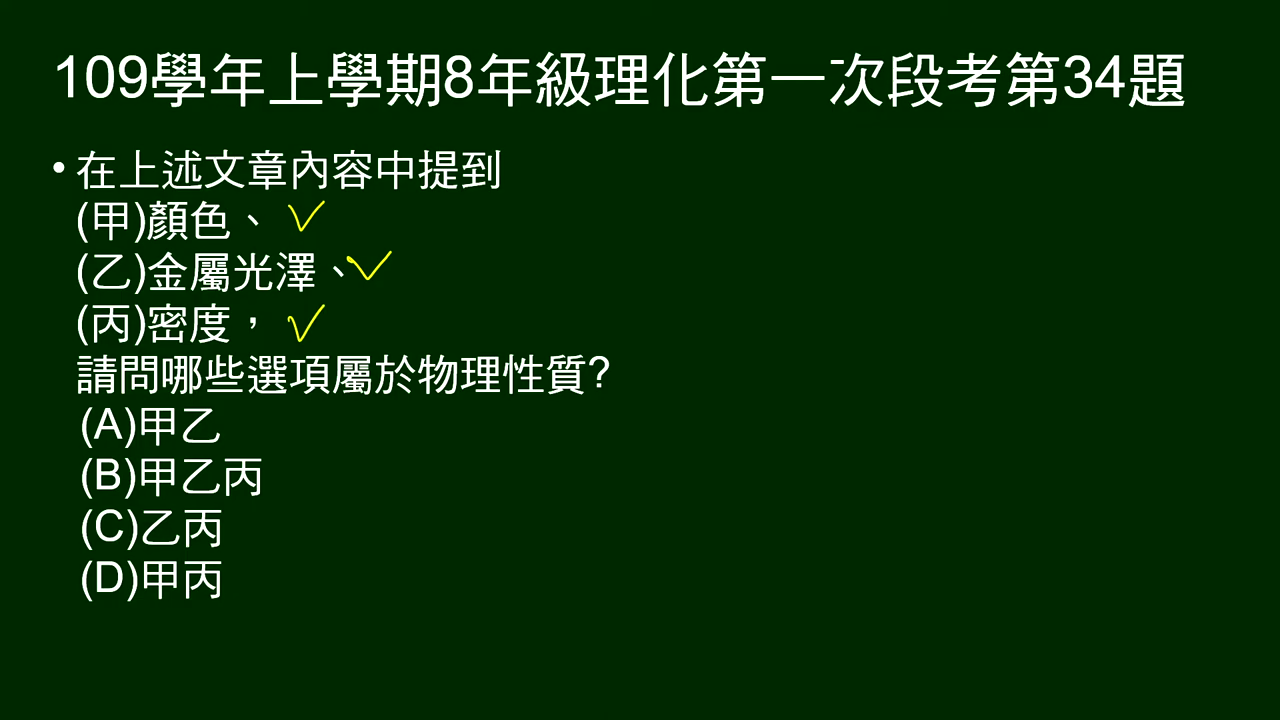 109學年上學期8年級理化第一次段考第34題
• 在上述文章內容中提到
(甲)顏色、 ✓
(乙)金屬光澤、✓
(丙)密度， ✓
請問哪些選項屬於物理性質?
(A)甲乙
(B)甲乙丙
(C)乙丙
(D)甲丙